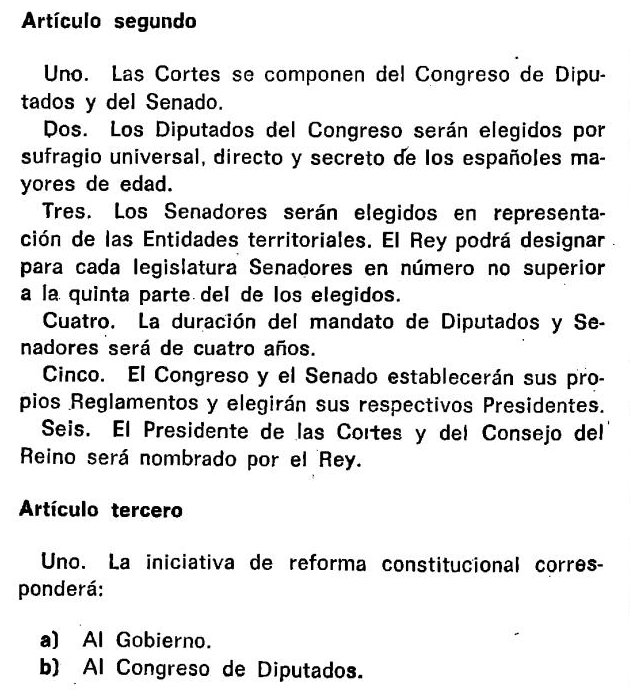 Artículo segundo
Uno. Las Cortes se componen del Congreso de Dipu-
tados y del Senado.
Dos. Los Diputados del Congreso serán elegidos por
sufragio universal, directo y secreto de los españoles ma-
yores de edad.
Tres. Los Senadores serán elegidos en representa-
ción de las Entidades territoriales. El Rey podrá designar
para cada legislatura Senadores en número no superior
a la quinta parte del de los elegidos.
Cuatro. La duración del mandato de Diputados y Se-
nadores será de cuatro años.
Cinco. El Congreso y el Senado establecerán sus pro-
pios Reglamentos y elegirán sus respectivos Presidentes.
Seis. El Presidente de las Cortes y del Consejo del
Reino será nombrado por el Rey.
Artículo tercero
Uno. La iniciativa de reforma constitucional corres-
ponderá:
a) Al Gobierno.
b) Al Congreso de Diputados.